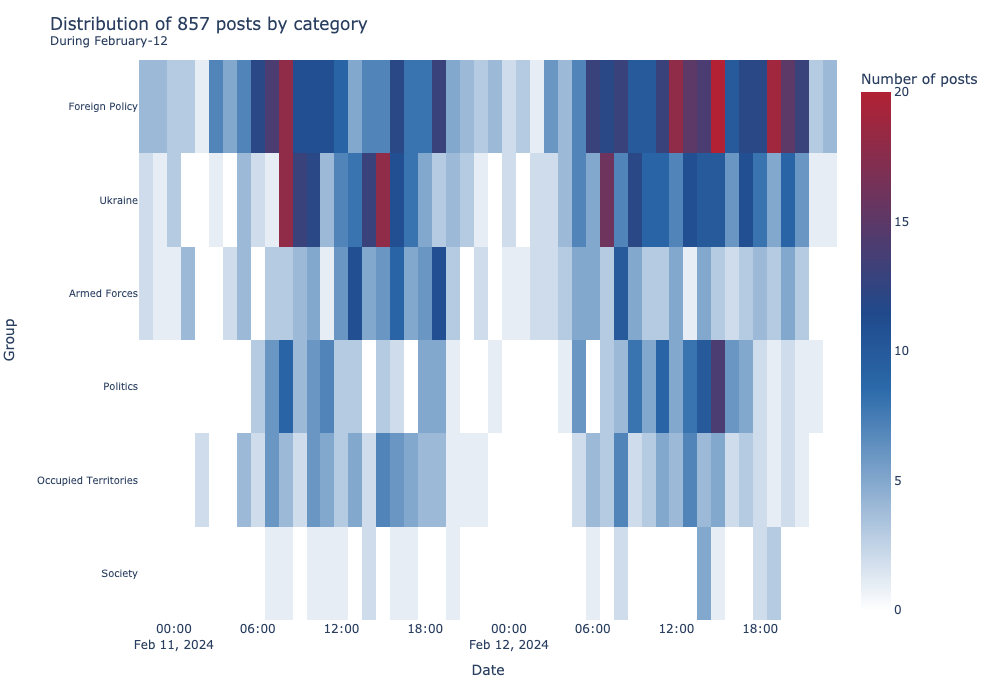 Distribution of 857 posts by category
During February-12
Number of posts
20
15
10
5
0
Group
Foreign Policy
Ukraine
Armed Forces
Politics
Occupied Territories
Society
00:00 06:00 12:00 18:00 00:00 06:00 12:00 18:00
Feb 11, 2024 Feb 12, 2024
Date